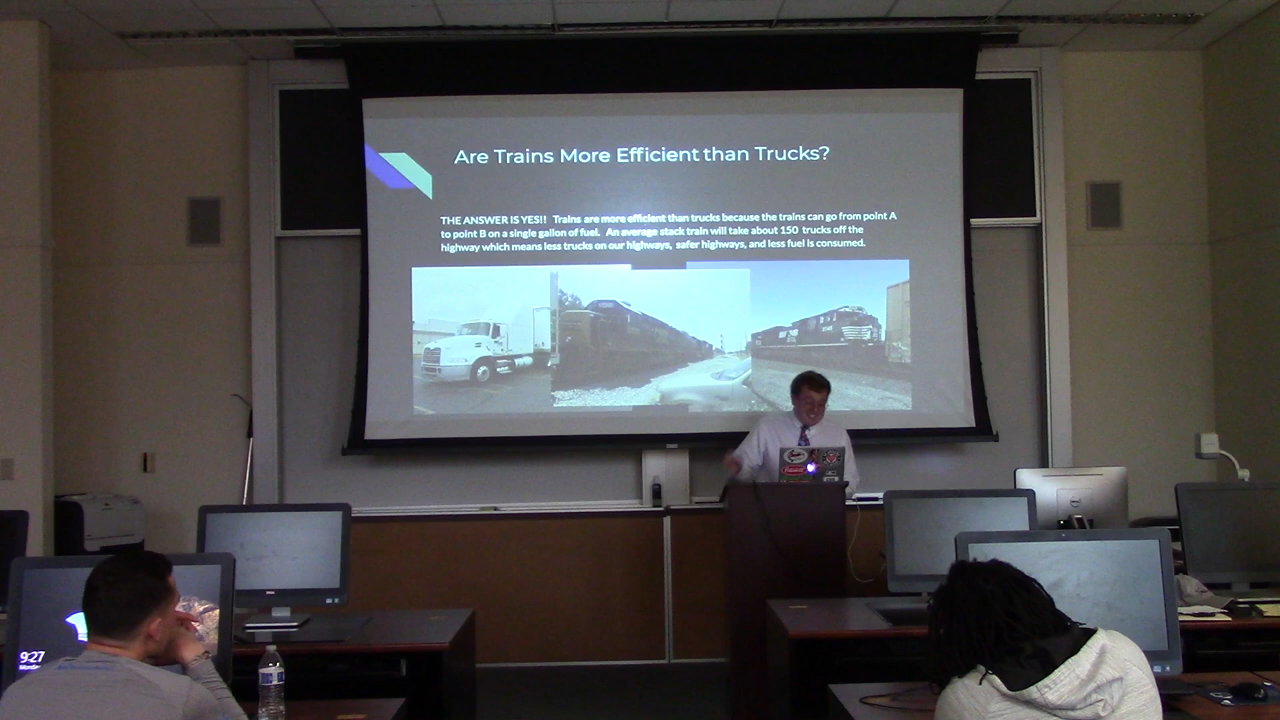 Are Trains More Efficient than Trucks?
THE ANSWER IS YES!! Trains are more efficient than trucks because the trains can go from point A
to point B on a single gallon of fuel. An average stack train will take about 150 trucks off the
highway which means less trucks on our highways, safer highways, and less fuel is consumed.
9:27